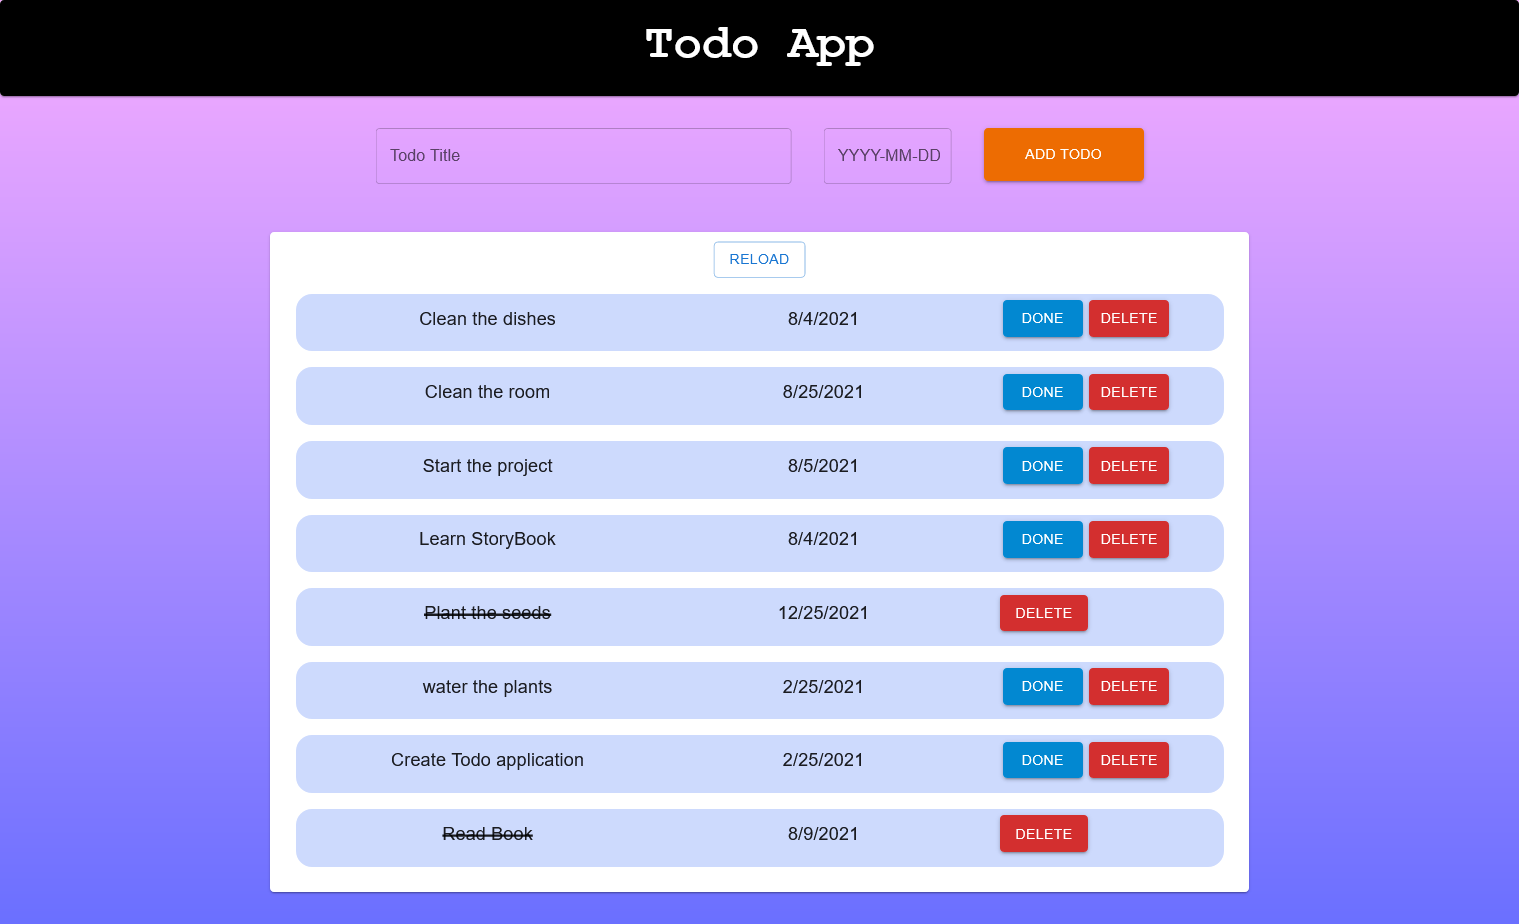 Todo App
Todo Title YYYY-MM-DD ADD TODO
RELOAD
Clean the dishes 8/4/2021 DONE DELETE
Clean the room 8/25/2021 DONE DELETE
Start the project 8/5/2021 DONE DELETE
Learn StoryBook 8/4/2021 DONE DELETE
Plant the seeds 12/25/2021 DELETE
water the plants 2/25/2021 DONE DELETE
Create Todo application 2/25/2021 DONE DELETE
Read Book 8/9/2021 DELETE